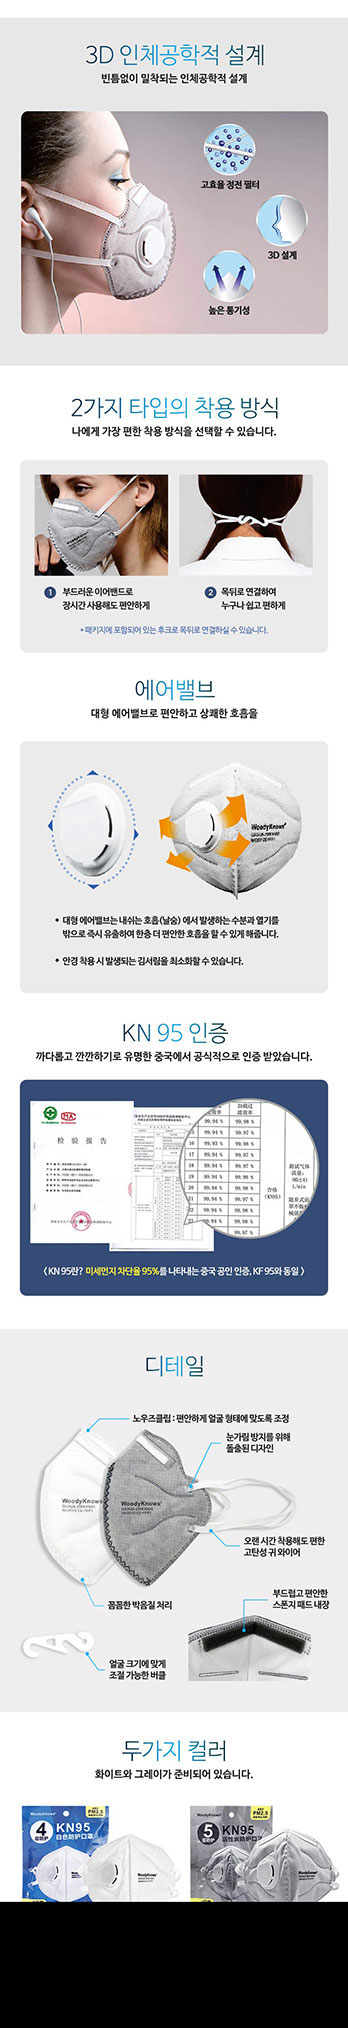 3D 인체공학적 설계
빈틈없이 밀착되는 인체공학적 설계
고효율 정전 필터
3D 설계
높은 통기성
2가지 타입의 착용 방식
나에게 가장 편한 착용 방식을 선택할 수 있습니다.
1 부드러운 이어밴드로
장시간 사용해도 편안하게
2 목뒤로 연결하여
누구나 쉽고 편하게
* 패키지에 포함되어 있는 후크로 목뒤로 연결하실 수 있습니다.
에어밸브
대형 에어밸브로 편안하고 상쾌한 호흡을
WoodyKnows
대형 에어밸브는 내쉬는 호흡(날숨) 에서 발생하는 수분과 열기를
밖으로 즉시 유출하여 한층 더 편안한 호흡을 할 수 있게 해줍니다.
안경 착용 시 발생되는 김서림을 최소화할 수 있습니다.
KN 95 인증
까다롭고 깐깐하기로 유명한 중국에서 공식적으로 인증 받았습니다.
检 验 报 告
〈 KN 95란? 미세먼지 차단율 95%를 나타내는 중국 공인 인증, KF 95와 동일 〉
디테일
노우즈클립 : 편안하게 얼굴 형태에 맞도록 조정
눈가림 방지를 위해
돌출된 디자인
WoodyKnows
WoodyKnows
오랜 시간 착용해도 편한
고탄성 귀 와이어
꼼꼼한 박음질 처리
부드럽고 편안한
스폰지 패드 내장
얼굴 크기에 맞게
조절 가능한 버클
두가지 컬러
화이트와 그레이가 준비되어 있습니다.
WoodyKnows
PM2.5
4
KN95
白色防护口罩
WoodyKnows
PM2.5
5
KN95
活性炭防护口罩